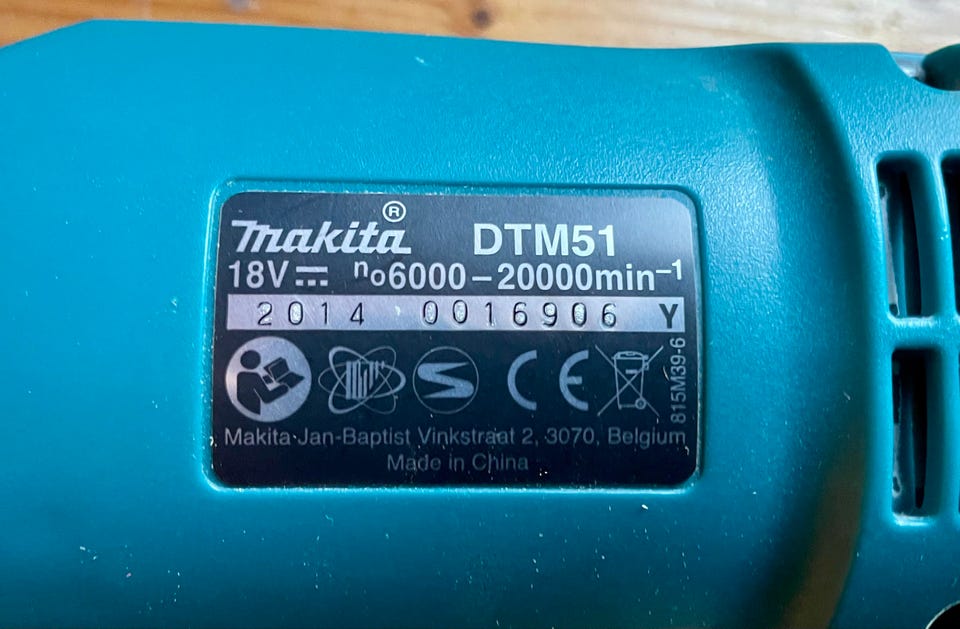 makita® DTM51
18V⎓ n₀6000–20000min⁻¹
2014 0016906 Y
CE
815M39-6
Makita Jan-Baptist Vinkstraat 2, 3070, Belgium
Made in China